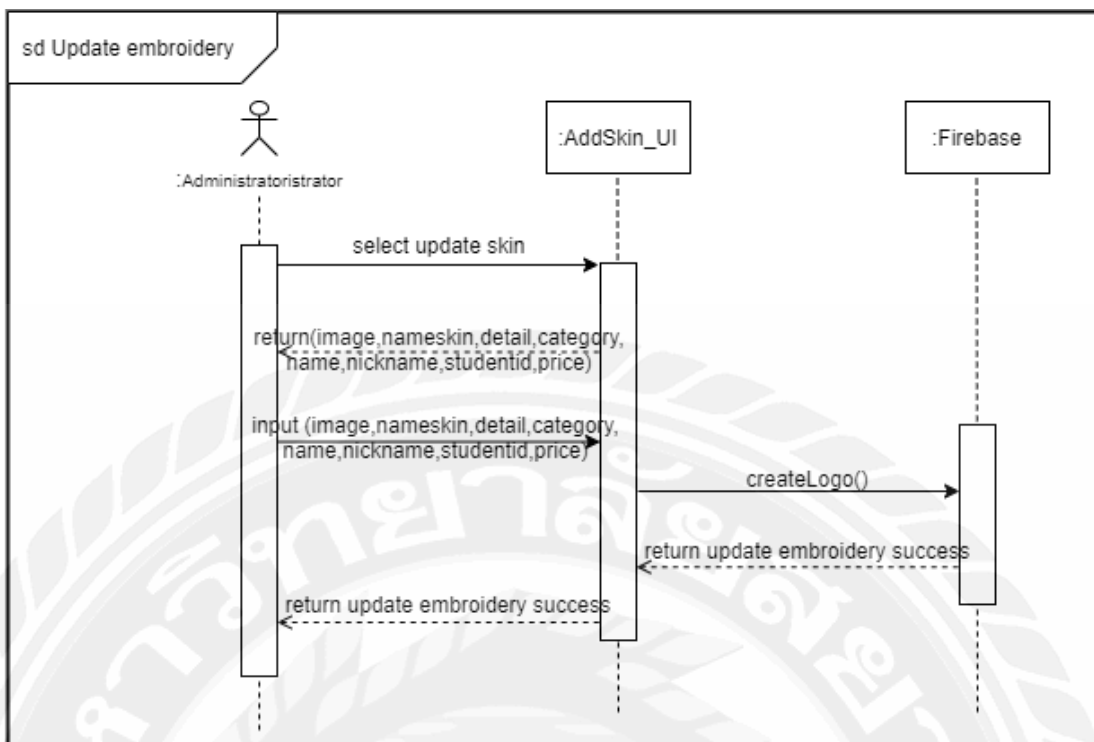 sd Update embroidery
:Administratoristrator
:AddSkin_UI
:Firebase
select update skin
return(image,nameskin,detail,category,
name,nickname,studentid,price)
input (image,nameskin,detail,category,
name,nickname,studentid,price)
createLogo()
return update embroidery success
return update embroidery success